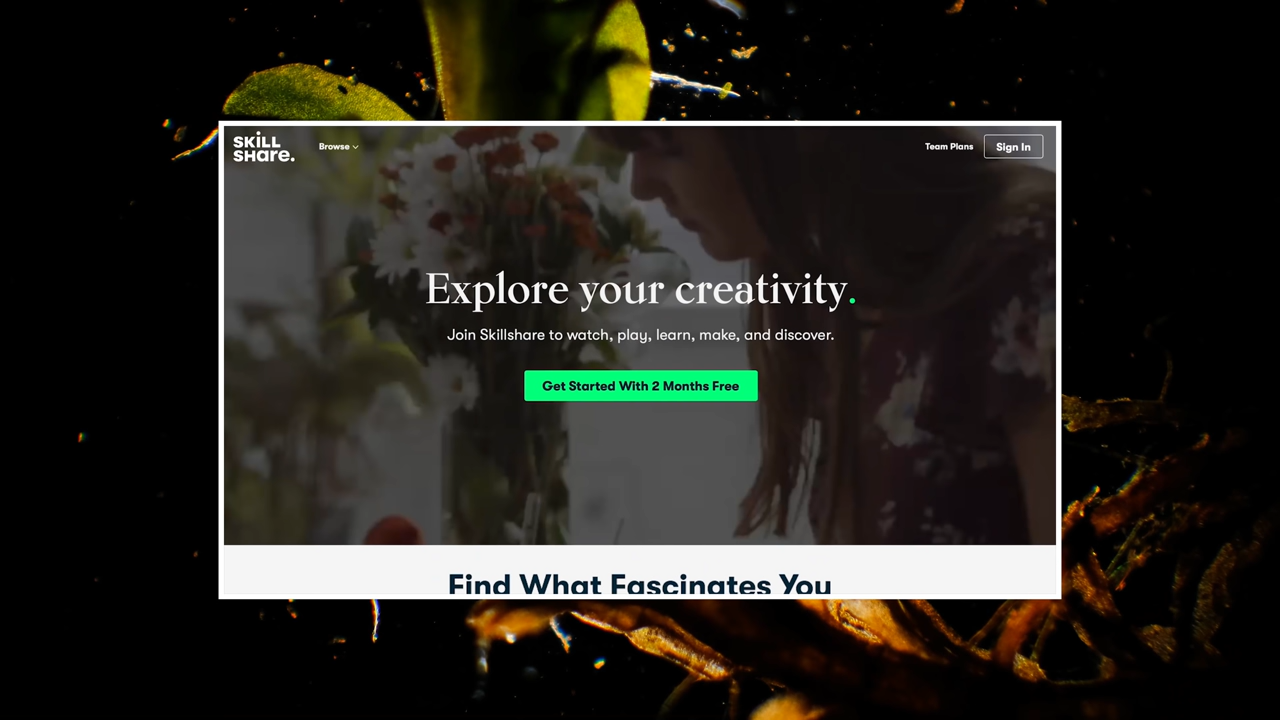 SKiLL
SHare.
Browse
Team Plans
Sign In
Explore your creativity.
Join Skillshare to watch, play, learn, make, and discover.
Get Started With 2 Months Free
Find What Fascinates You